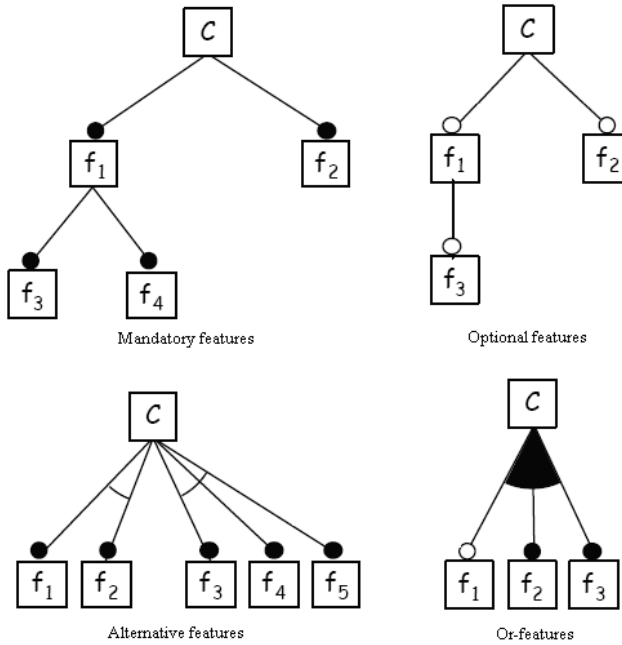 C
f₁
f₂
f₃
f₄
Mandatory features
C
f₁
f₂
f₃
Optional features
C
f₁
f₂
f₃
f₄
f₅
Alternative features
C
f₁
f₂
f₃
Or-features